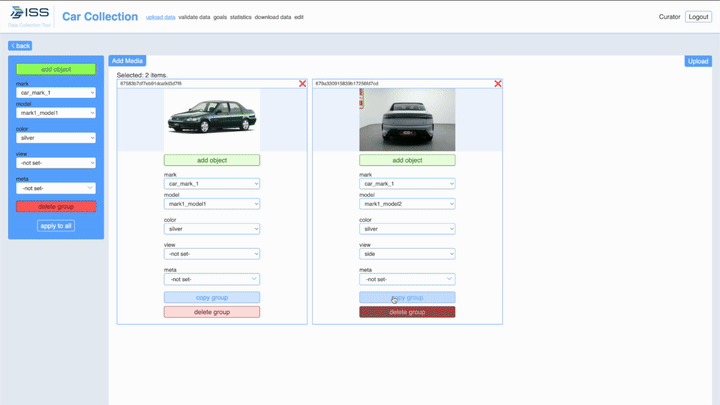 ISS
Data Collection Tool
Car Collection
upload data validate data goals statistics download data edit
Curator
Logout
< back
add object
mark
car_mark_1
model
mark1_model1
color
silver
view
-not set-
meta
-not set-
delete group
apply to all
Add Media
Upload
Selected: 2 items.
add object
mark
car_mark_1
model
mark1_model1
color
silver
view
-not set-
meta
-not set-
copy group
delete group
add object
mark
car_mark_1
model
mark1_model2
color
silver
view
side
meta
-not set-
copy group
delete group